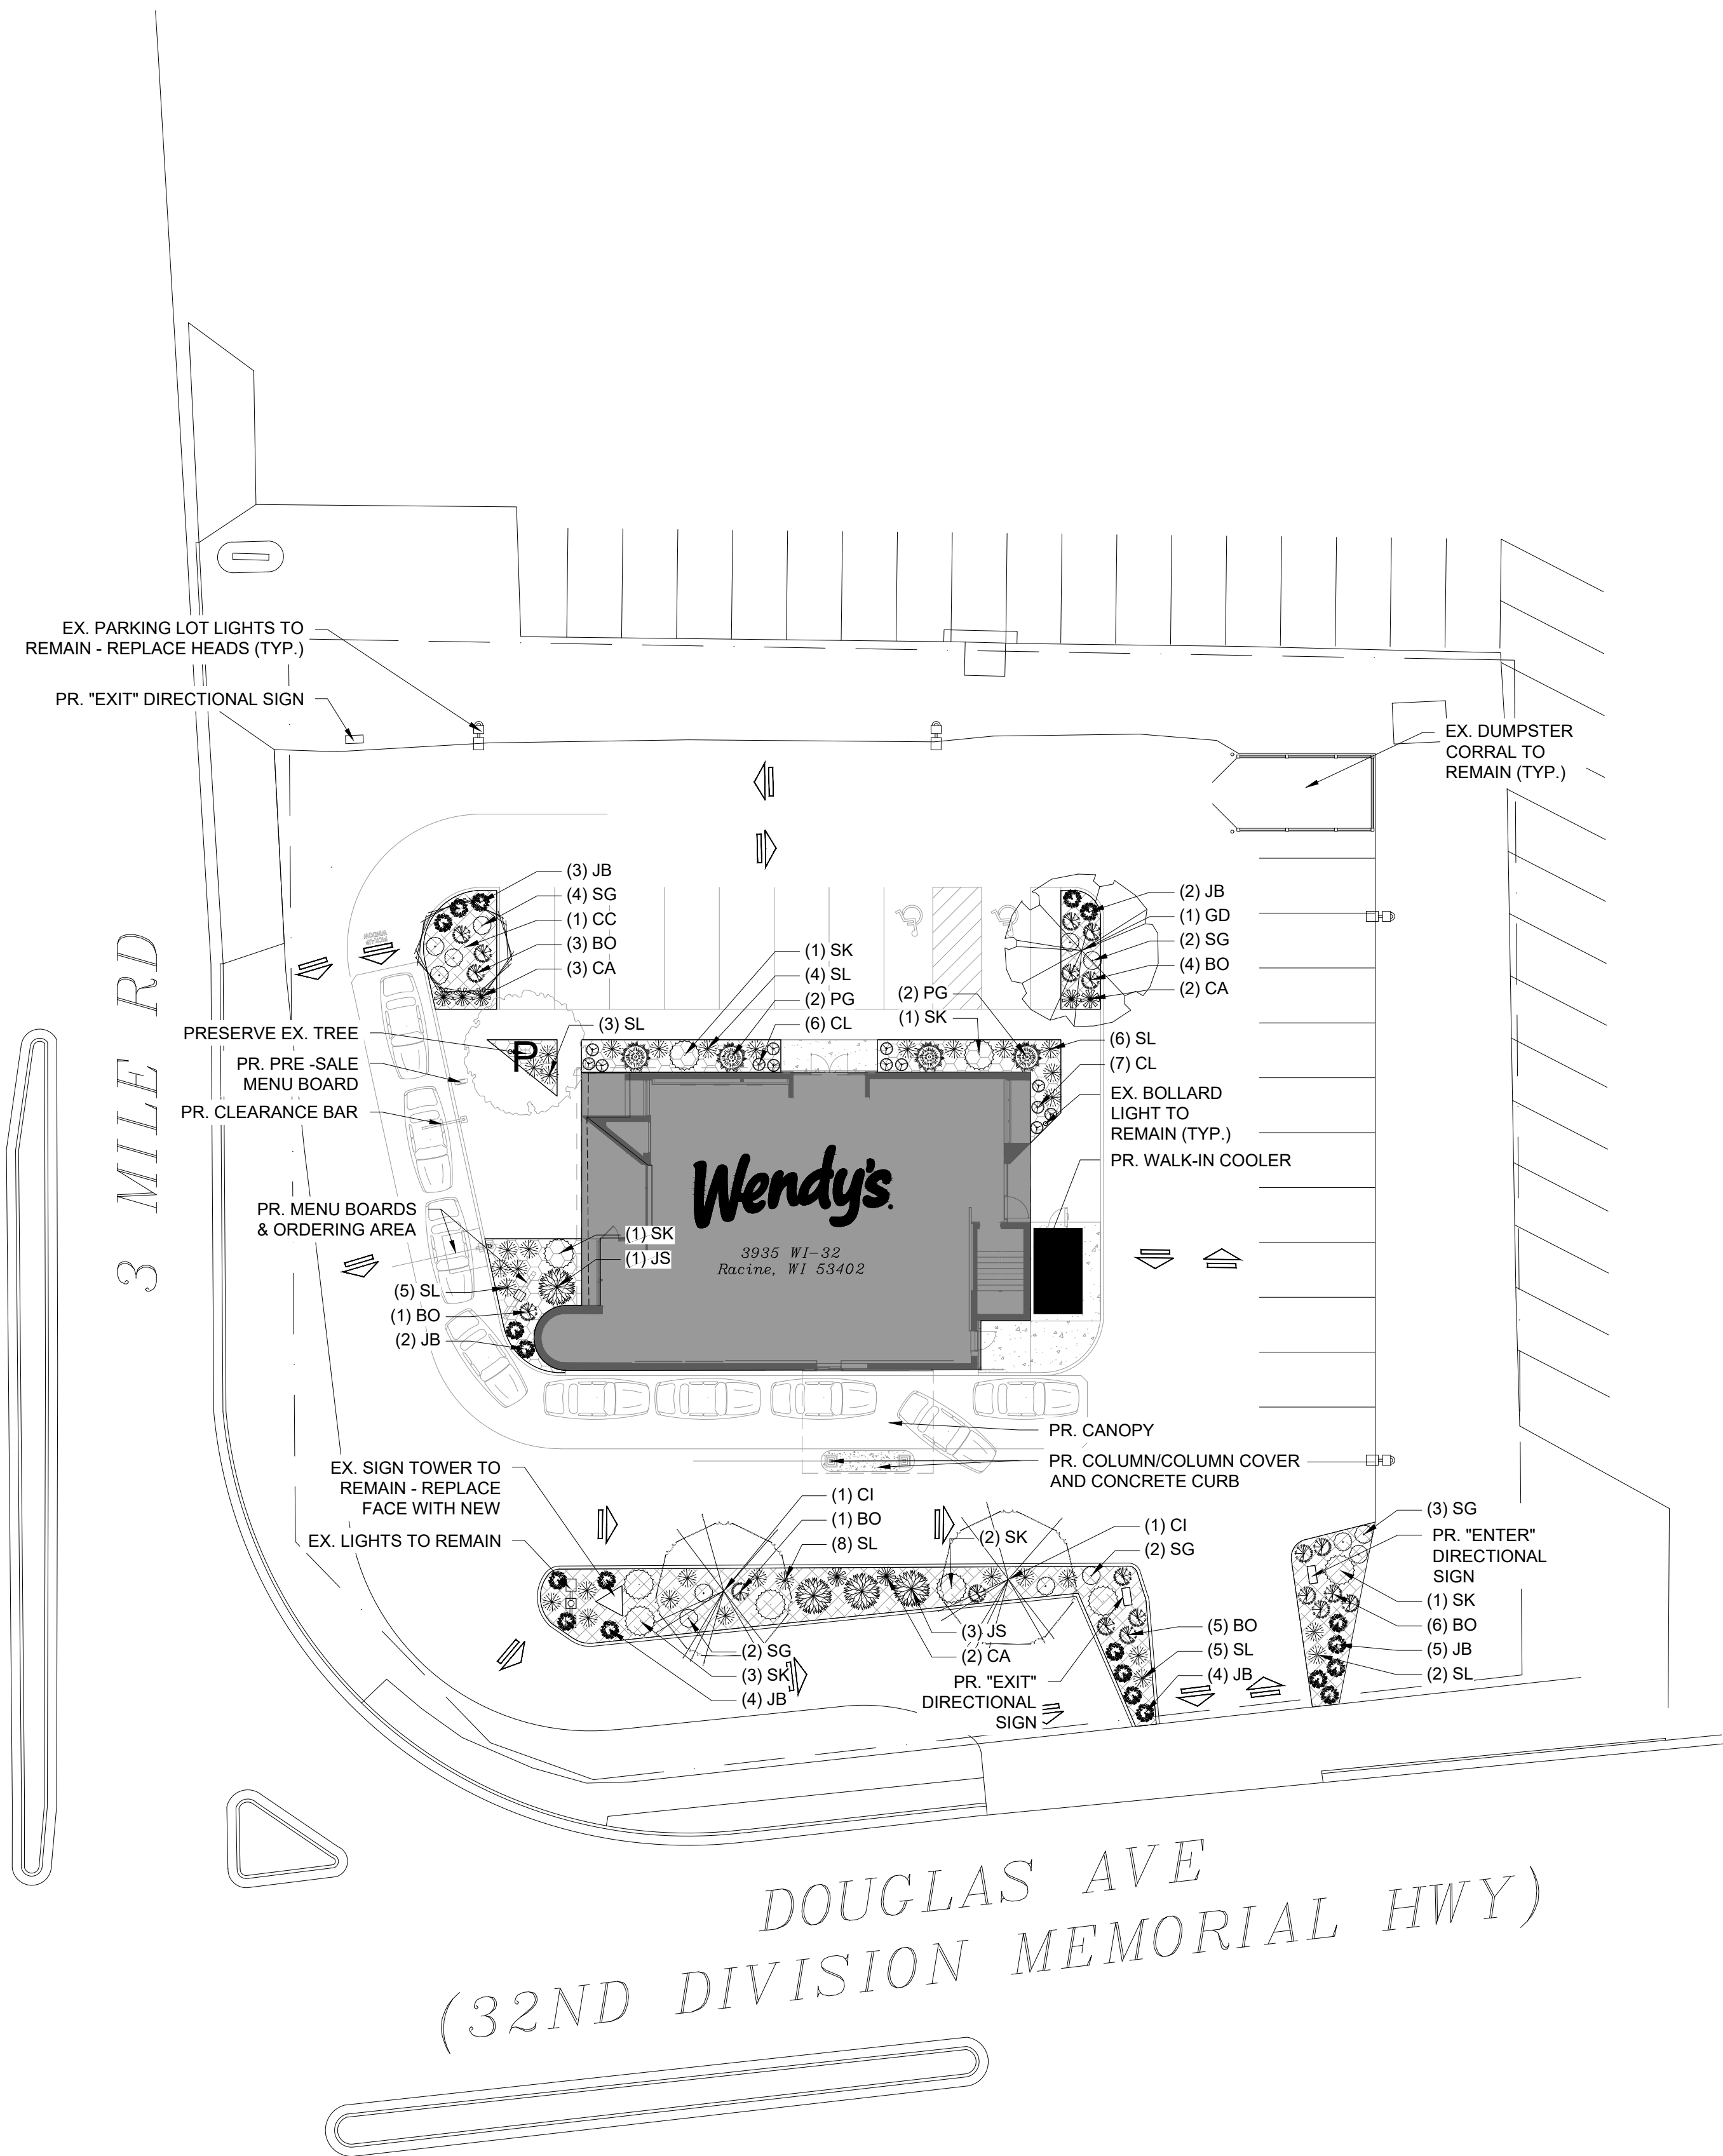 EX. PARKING LOT LIGHTS TO
REMAIN - REPLACE HEADS (TYP.)
PR. "EXIT" DIRECTIONAL SIGN
EX. DUMPSTER
CORRAL TO
REMAIN (TYP.)
(3) JB
(4) SG
(1) CC
(3) BO
(3) CA
(2) JB
(1) GD
(2) SG
(4) BO
(2) CA
(1) SK
(4) SL
(2) PG
(6) CL
(2) PG
(1) SK
(3) SL
(6) SL
(7) CL
PRESERVE EX. TREE
P
PR. PRE -SALE
MENU BOARD
PR. CLEARANCE BAR
EX. BOLLARD
LIGHT TO
REMAIN (TYP.)
PR. WALK-IN COOLER
3 MILE RD
Wendy's.
3935 WI-32
Racine, WI 53402
PR. MENU BOARDS
& ORDERING AREA
(1) SK
(1) JS
(5) SL
(1) BO
(2) JB
PR. CANOPY
PR. COLUMN/COLUMN COVER
AND CONCRETE CURB
EX. SIGN TOWER TO
REMAIN - REPLACE
FACE WITH NEW
EX. LIGHTS TO REMAIN
(1) CI
(1) BO
(8) SL
(2) SK
(1) CI
(2) SG
(3) SG
PR. "ENTER"
DIRECTIONAL
SIGN
(1) SK
(6) BO
(5) JB
(2) SL
(2) SG
(3) SK
(4) JB
(3) JS
(2) CA
PR. "EXIT"
DIRECTIONAL
SIGN
(5) BO
(5) SL
(4) JB
DOUGLAS AVE
(32ND DIVISION MEMORIAL HWY)